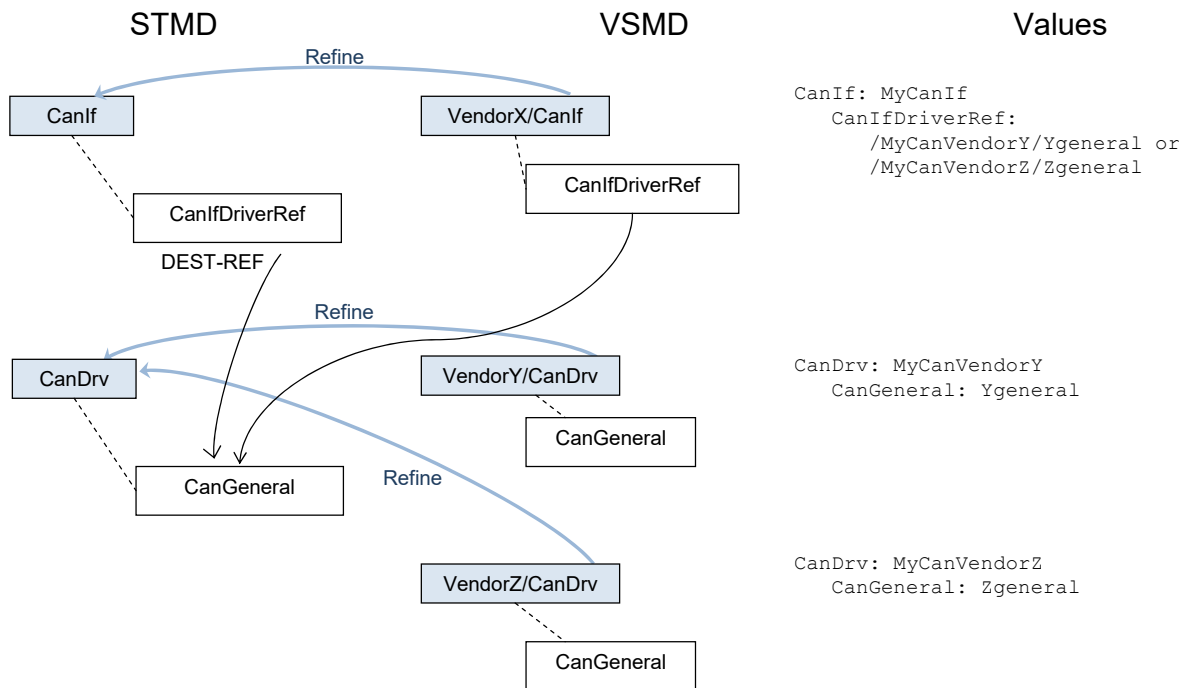 STMD
VSMD
Values
Refine
CanIf
VendorX/CanIf
CanIf: MyCanIf
CanIfDriverRef:
/MyCanVendorY/Ygeneral or
/MyCanVendorZ/Zgeneral
CanIfDriverRef
CanIfDriverRef
DEST-REF
Refine
CanDrv
VendorY/CanDrv
CanDrv: MyCanVendorY
CanGeneral: Ygeneral
CanGeneral
CanGeneral
Refine
VendorZ/CanDrv
CanDrv: MyCanVendorZ
CanGeneral: Zgeneral
CanGeneral